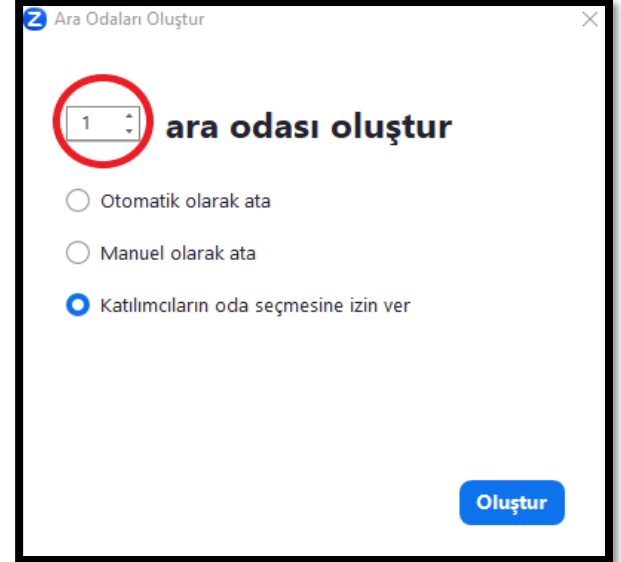 Z Ara Odaları Oluştur
1 ara odası oluştur
Otomatik olarak ata
Manuel olarak ata
Katılımcıların oda seçmesine izin ver
Oluştur